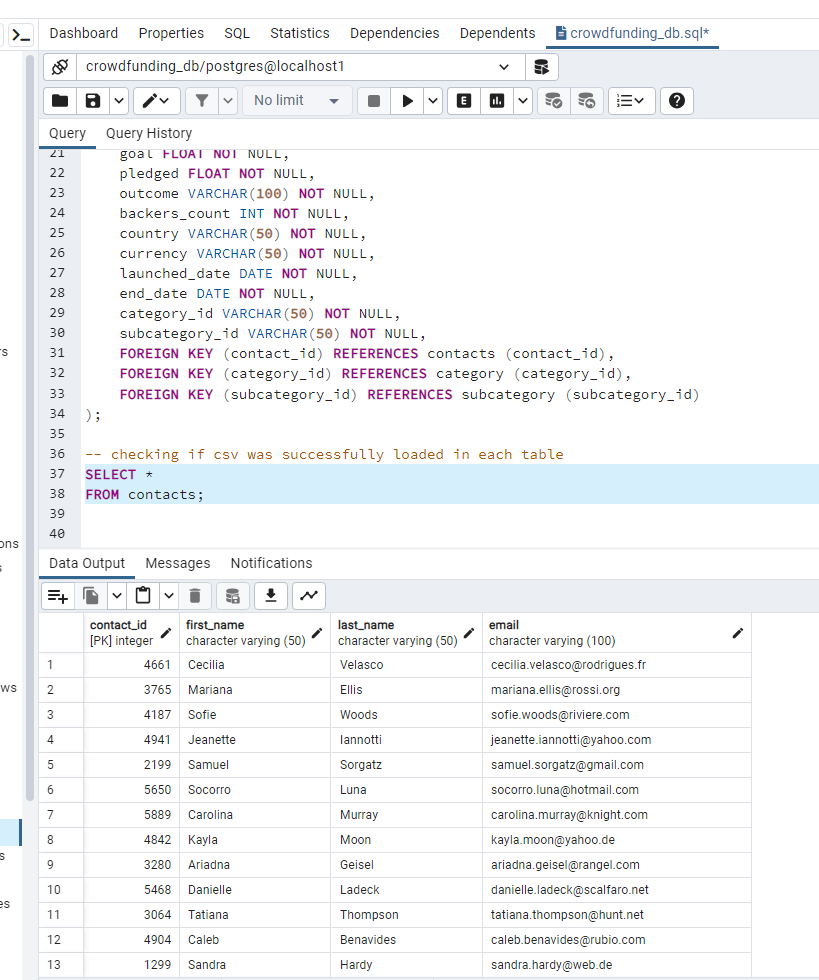 Dashboard Properties SQL Statistics Dependencies Dependents crowdfunding_db.sql*
crowdfunding_db/postgres@localhost1
No limit
E
Query Query History
21 goal FLOAT NOT NULL,
22 pledged FLOAT NOT NULL,
23 outcome VARCHAR(100) NOT NULL,
24 backers_count INT NOT NULL,
25 country VARCHAR(50) NOT NULL,
26 currency VARCHAR(50) NOT NULL,
27 launched_date DATE NOT NULL,
28 end_date DATE NOT NULL,
29 category_id VARCHAR(50) NOT NULL,
30 subcategory_id VARCHAR(50) NOT NULL,
31 FOREIGN KEY (contact_id) REFERENCES contacts (contact_id),
32 FOREIGN KEY (category_id) REFERENCES category (category_id),
33 FOREIGN KEY (subcategory_id) REFERENCES subcategory (subcategory_id)
34 );
35
36 -- checking if csv was successfully loaded in each table
37 SELECT *
38 FROM contacts;
39
40
Data Output Messages Notifications
contact_id first_name last_name email
[PK] integer character varying (50) character varying (50) character varying (100)
1 4661 Cecilia Velasco cecilia.velasco@rodrigues.fr
2 3765 Mariana Ellis mariana.ellis@rossi.org
3 4187 Sofie Woods sofie.woods@riviere.com
4 4941 Jeanette Iannotti jeanette.iannotti@yahoo.com
5 2199 Samuel Sorgatz samuel.sorgatz@gmail.com
6 5650 Socorro Luna socorro.luna@hotmail.com
7 5889 Carolina Murray carolina.murray@knight.com
8 4842 Kayla Moon kayla.moon@yahoo.de
9 3280 Ariadna Geisel ariadna.geisel@rangel.com
10 5468 Danielle Ladeck danielle.ladeck@scalfaro.net
11 3064 Tatiana Thompson tatiana.thompson@hunt.net
12 4904 Caleb Benavides caleb.benavides@rubio.com
13 1299 Sandra Hardy sandra.hardy@web.de